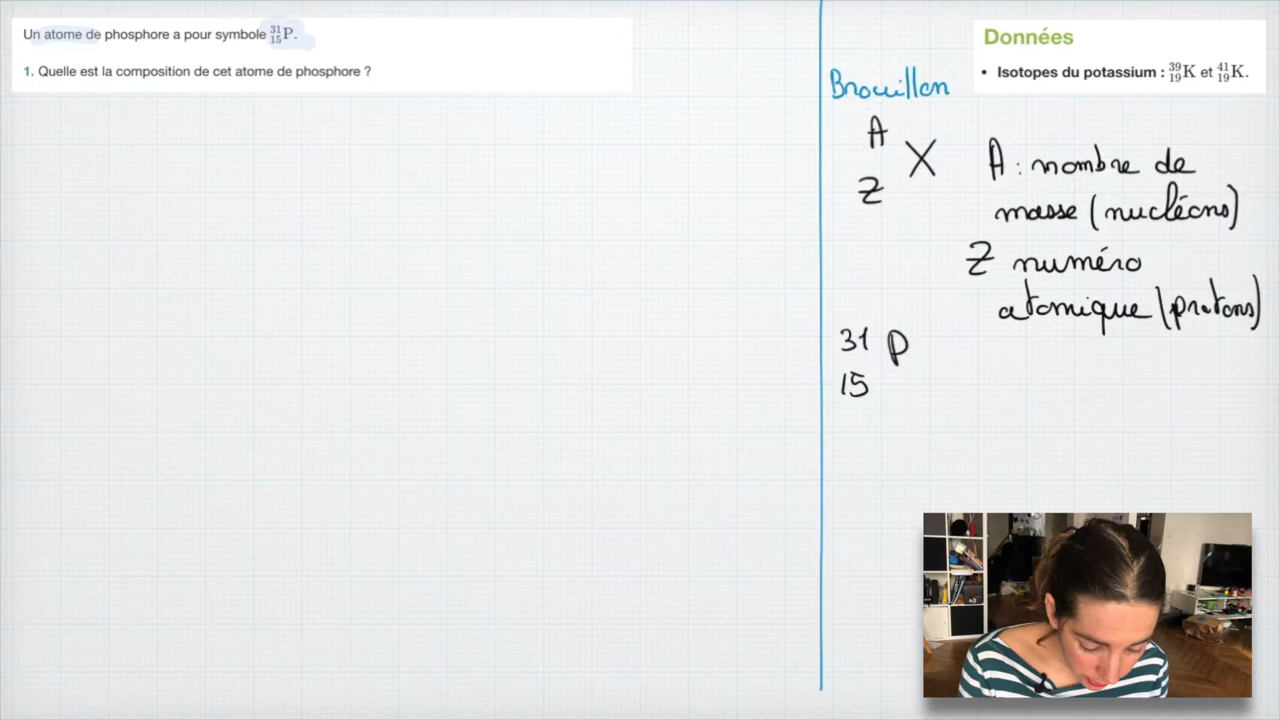 Un atome de phosphore a pour symbole ³¹₁₅P.
1. Quelle est la composition de cet atome de phosphore ?
Données
• Isotopes du potassium : ³⁹₁₉K et ⁴¹₁₉K.
Brouillon
A
Z X
A : nombre de
masse (nucléons)
Z numéro
atomique (protons)
31 P
15